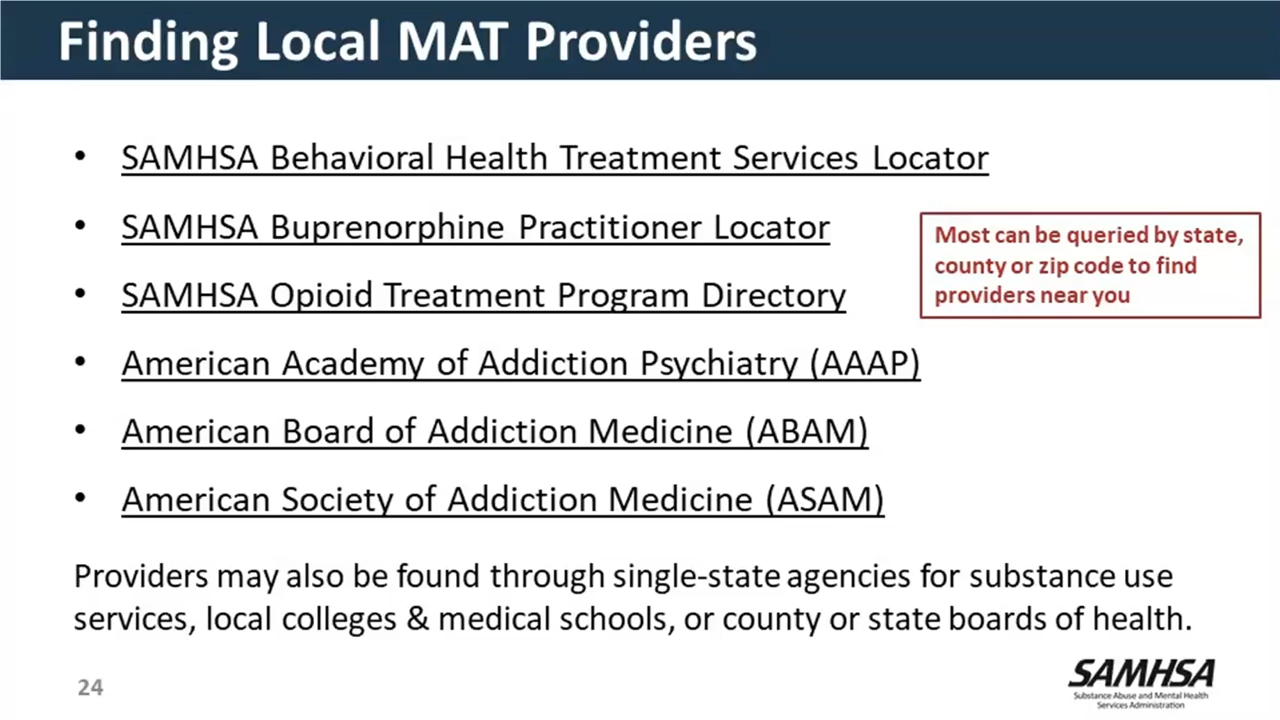 Finding Local MAT Providers
• SAMHSA Behavioral Health Treatment Services Locator
• SAMHSA Buprenorphine Practitioner Locator
Most can be queried by state,
county or zip code to find
providers near you
• SAMHSA Opioid Treatment Program Directory
• American Academy of Addiction Psychiatry (AAAP)
• American Board of Addiction Medicine (ABAM)
• American Society of Addiction Medicine (ASAM)
Providers may also be found through single-state agencies for substance use
services, local colleges & medical schools, or county or state boards of health.
24
SAMHSA
Substance Abuse and Mental Health
Services Administration